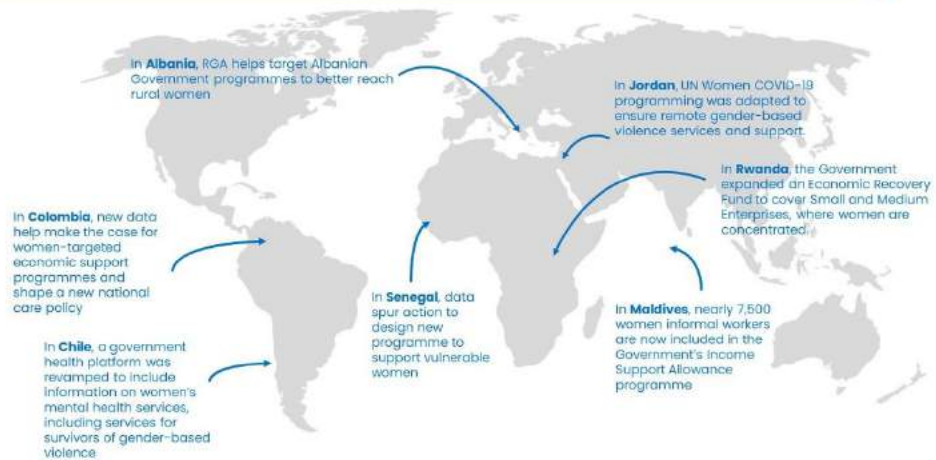 In Albania, RGA helps target Albanian
Government programmes to better reach
rural women
In Jordan, UN Women COVID-19
programming was adapted to
ensure remote gender-based
violence services and support.
In Rwanda, the Government
expanded an Economic Recovery
Fund to cover Small and Medium
Enterprises, where women are
concentrated.
In Colombia, new data
help make the case for
women-targeted
economic support
programmes and
shape a new national
care policy
In Senegal, data
spur action to
design new
programme to
support vulnerable
women
In Maldives, nearly 7,500
women informal workers
are now included in the
Government's Income
Support Allowance
programme
In Chile, a government
health platform was
revamped to include
information on women's
mental health services,
including services for
survivors of gender-based
violence